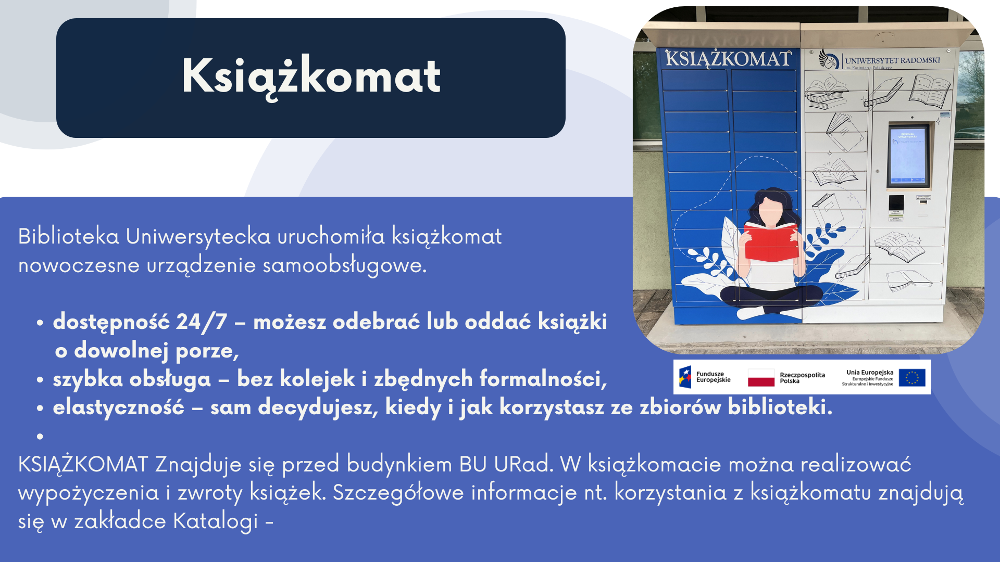 Książkomat
KSIĄŻKOMAT
UNIWERSYTET RADOMSKI
im. Kazimierza Pułaskiego
Biblioteka
Uniwersytecka
Biblioteka Uniwersytecka uruchomiła książkomat
nowoczesne urządzenie samoobsługowe.
• dostępność 24/7 – możesz odebrać lub oddać książki
o dowolnej porze,
• szybka obsługa – bez kolejek i zbędnych formalności,
• elastyczność – sam decydujesz, kiedy i jak korzystasz ze zbiorów biblioteki.
•
Fundusze
Europejskie
Rzeczpospolita
Polska
Unia Europejska
Europejskie Fundusze
Strukturalne i Inwestycyjne
KSIĄŻKOMAT Znajduje się przed budynkiem BU URad. W książkomacie można realizować
wypożyczenia i zwroty książek. Szczegółowe informacje nt. korzystania z książkomatu znajdują
się w zakładce Katalogi -